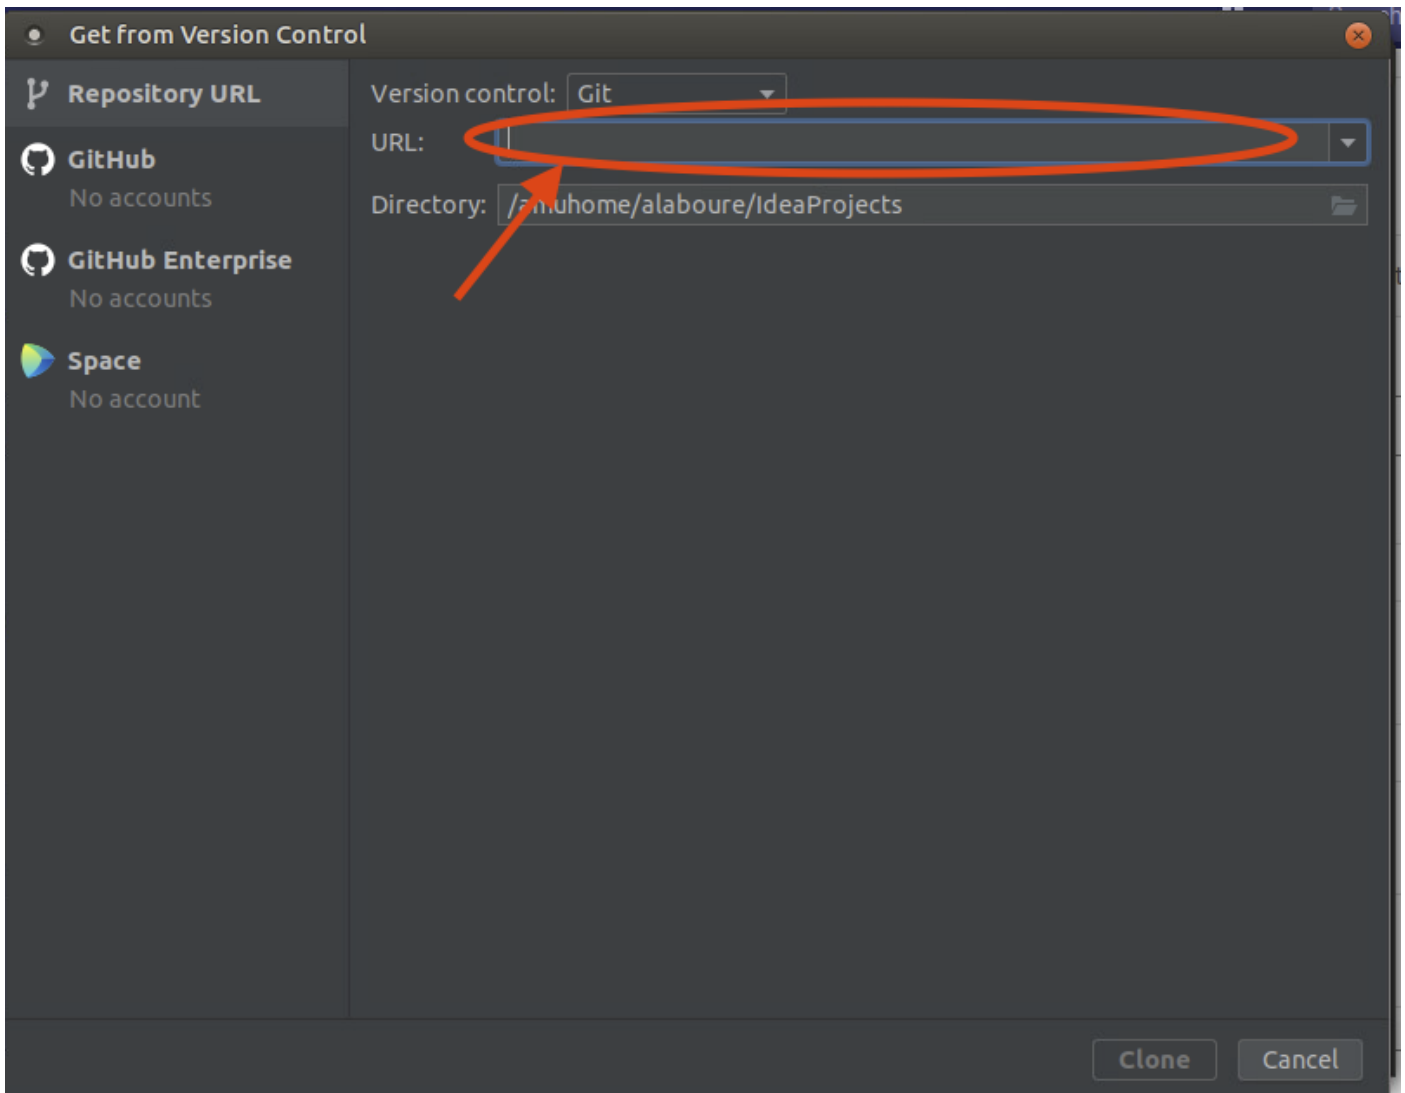 Get from Version Control
Repository URL
GitHub
No accounts
GitHub Enterprise
No accounts
Space
No account
Version control: Git
URL:
Directory: /amuhome/alaboure/IdeaProjects
Clone
Cancel